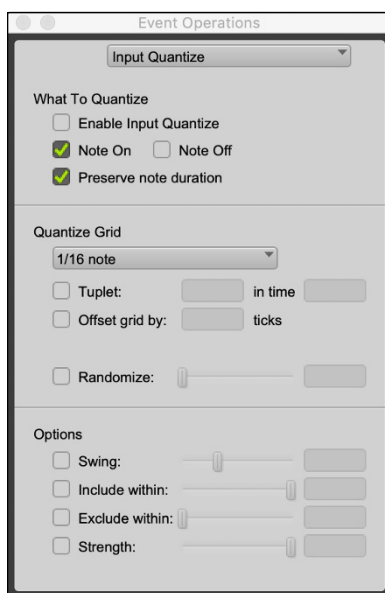 Event Operations
Input Quantize
What To Quantize
Enable Input Quantize
Note On Note Off
Preserve note duration
Quantize Grid
1/16 note
Tuplet: in time
Offset grid by: ticks
Randomize:
Options
Swing:
Include within:
Exclude within:
Strength: